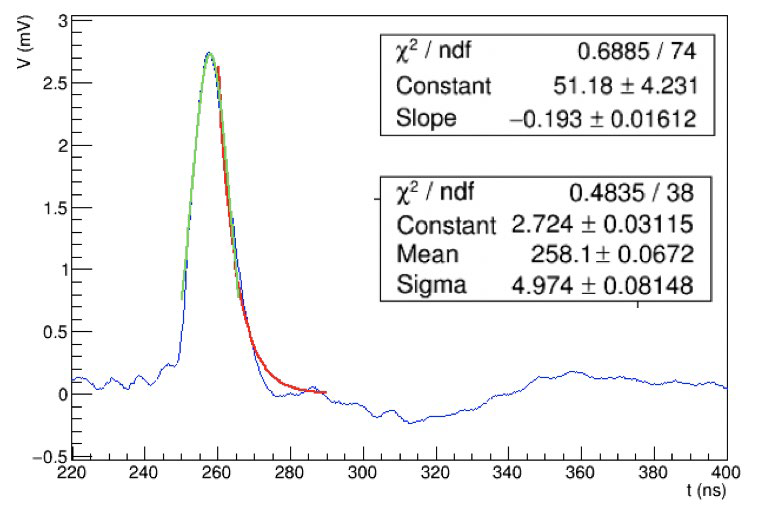 V (mV)
3
2.5
2
1.5
1
0.5
0
−0.5
χ² / ndf 0.6885 / 74
Constant 51.18 ± 4.231
Slope −0.193 ± 0.01612
χ² / ndf 0.4835 / 38
Constant 2.724 ± 0.03115
Mean 258.1± 0.0672
Sigma 4.974 ± 0.08148
220 240 260 280 300 320 340 360 380 400
t (ns)